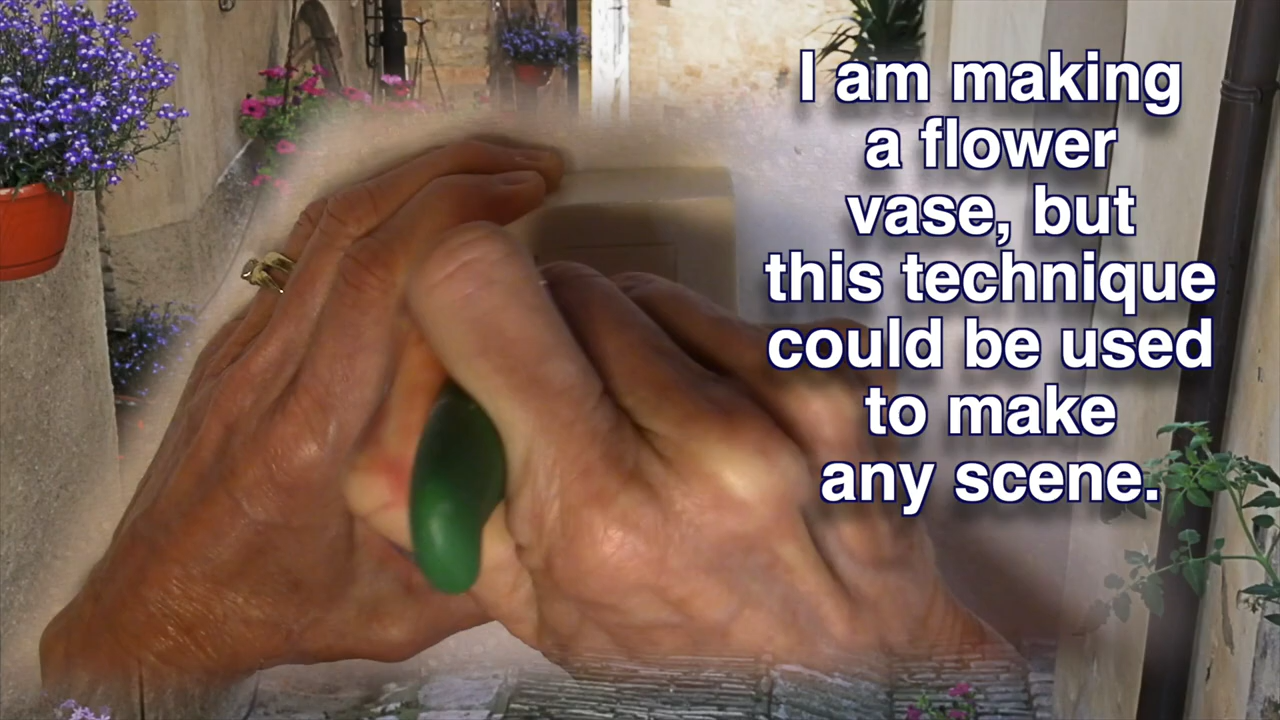 I am making
a flower
vase, but
this technique
could be used
to make
any scene.